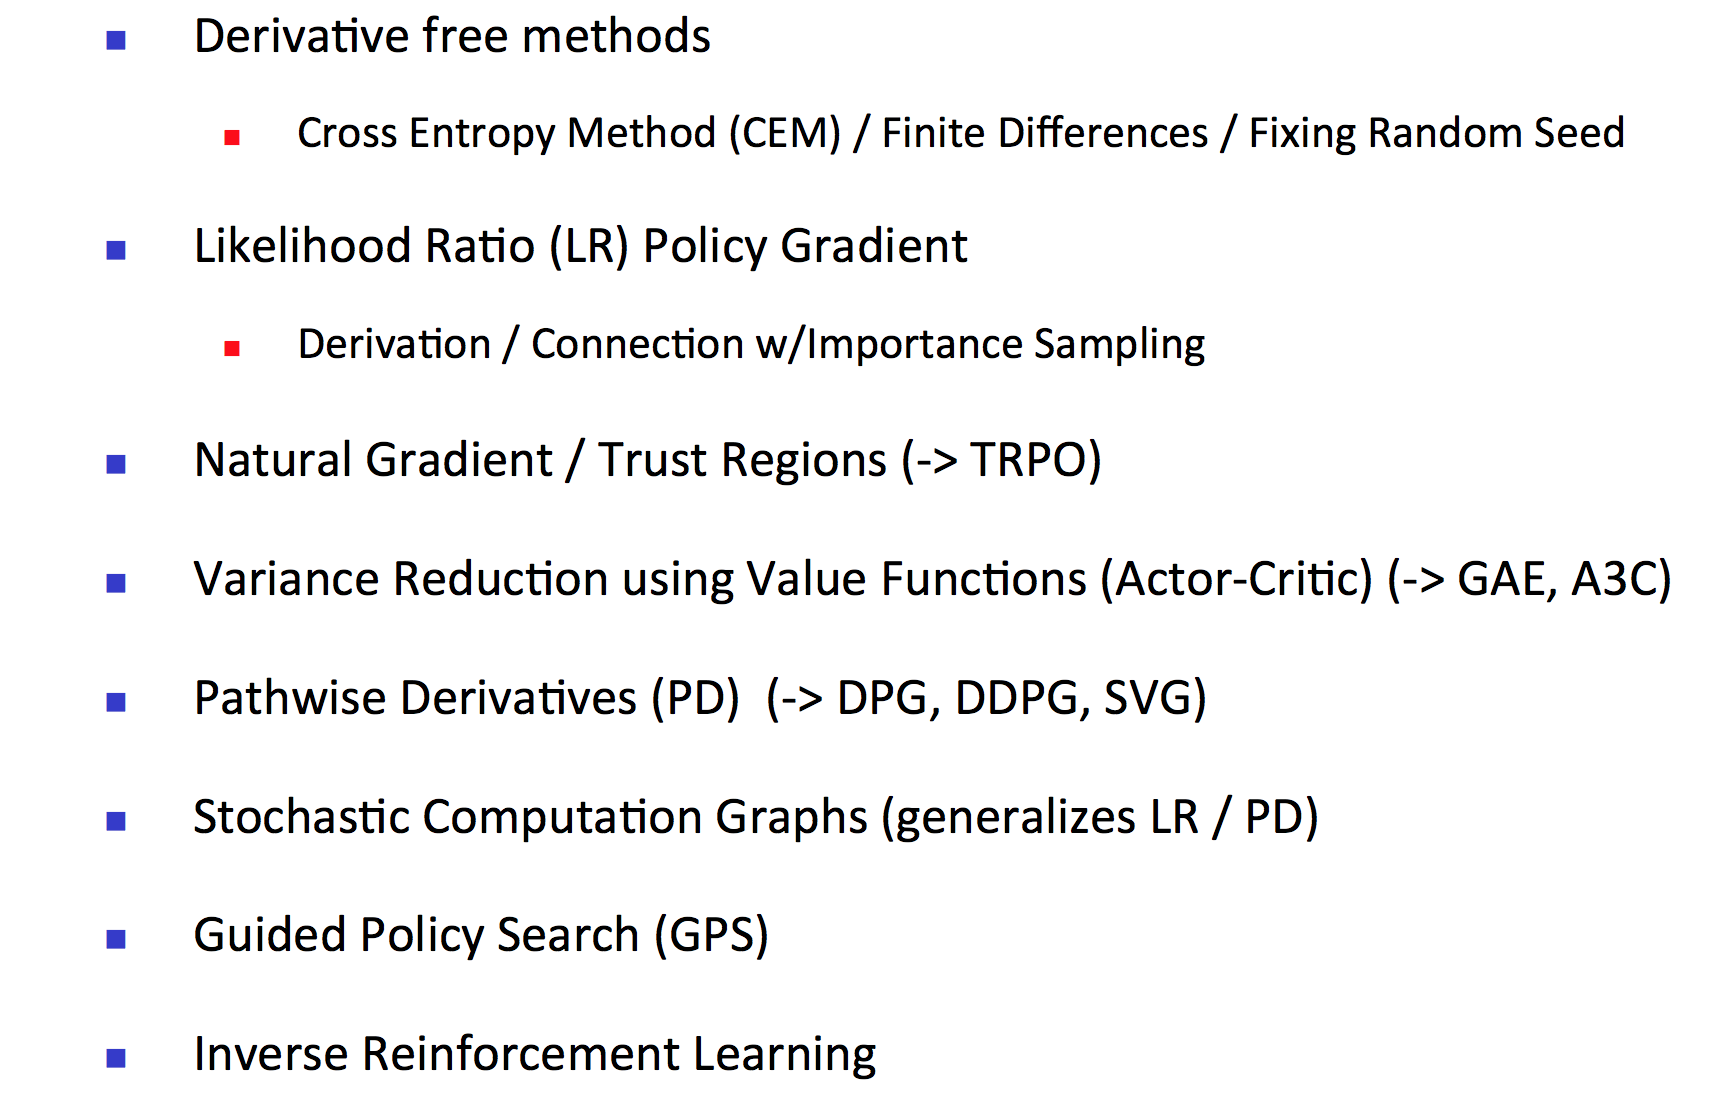 Derivative free methods
Cross Entropy Method (CEM) / Finite Differences / Fixing Random Seed
Likelihood Ratio (LR) Policy Gradient
Derivation / Connection w/Importance Sampling
Natural Gradient / Trust Regions (-> TRPO)
Variance Reduction using Value Functions (Actor-Critic) (-> GAE, A3C)
Pathwise Derivatives (PD)  (-> DPG, DDPG, SVG)
Stochastic Computation Graphs (generalizes LR / PD)
Guided Policy Search (GPS)
Inverse Reinforcement Learning